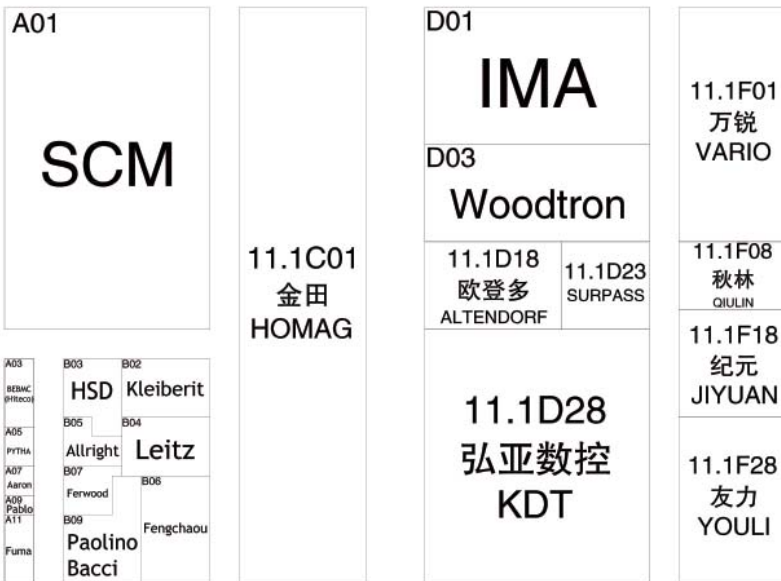 A01
SCM
A03
BEBMC
(Hiteco)
A05
PYTHA
A07
Aaron
A09
Pablo
A11
Fuma
B03
HSD
B02
Kleiberit
B05
Allright
B04
Leitz
B07
Ferwood
B06
Fengchaou
B09
Paolino
Bacci
11.1C01
金田
HOMAG
D01
IMA
D03
Woodtron
11.1D18
欧登多
ALTENDORF
11.1D23
SURPASS
11.1D28
弘亚数控
KDT
11.1F01
万锐
VARIO
11.1F08
秋林
QIULIN
11.1F18
纪元
JIYUAN
11.1F28
友力
YOULI